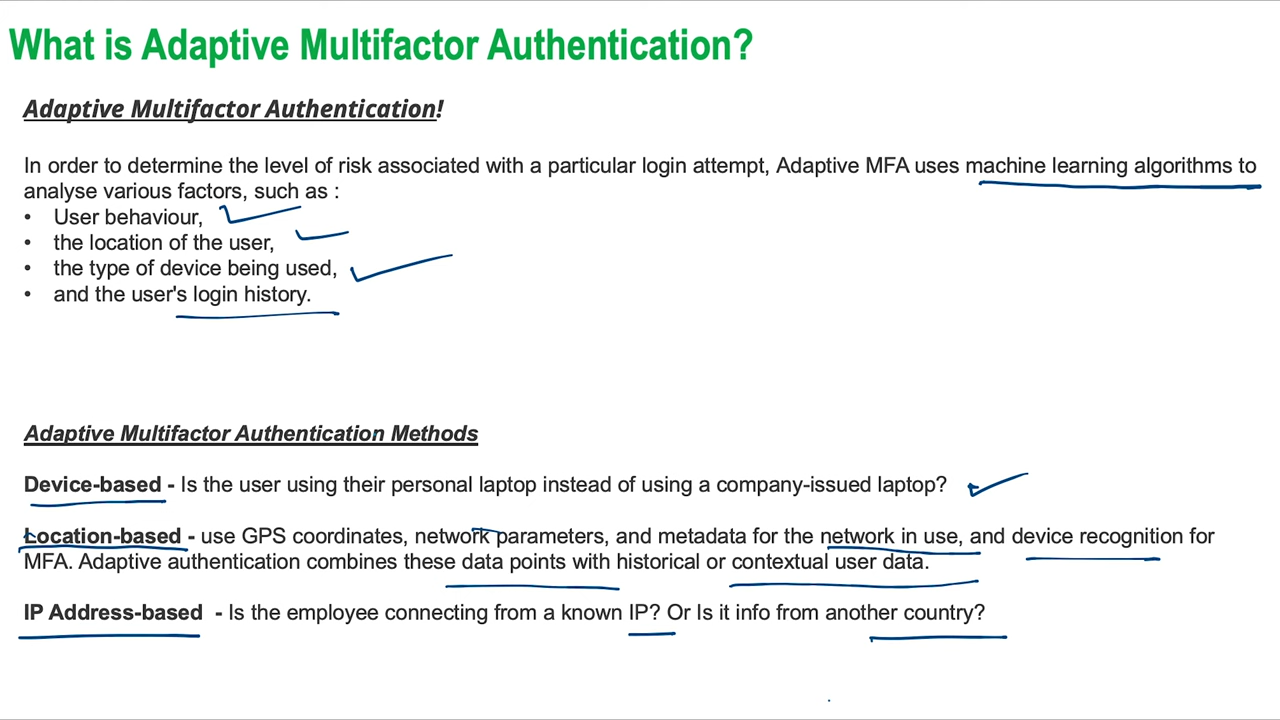 What is Adaptive Multifactor Authentication?
Adaptive Multifactor Authentication!
In order to determine the level of risk associated with a particular login attempt, Adaptive MFA uses machine learning algorithms to
analyse various factors, such as :
• User behaviour,
• the location of the user,
• the type of device being used,
• and the user's login history.
Adaptive Multifactor Authentication Methods
Device-based - Is the user using their personal laptop instead of using a company-issued laptop?
Location-based - use GPS coordinates, network parameters, and metadata for the network in use, and device recognition for
MFA. Adaptive authentication combines these data points with historical or contextual user data.
IP Address-based - Is the employee connecting from a known IP? Or Is it info from another country?